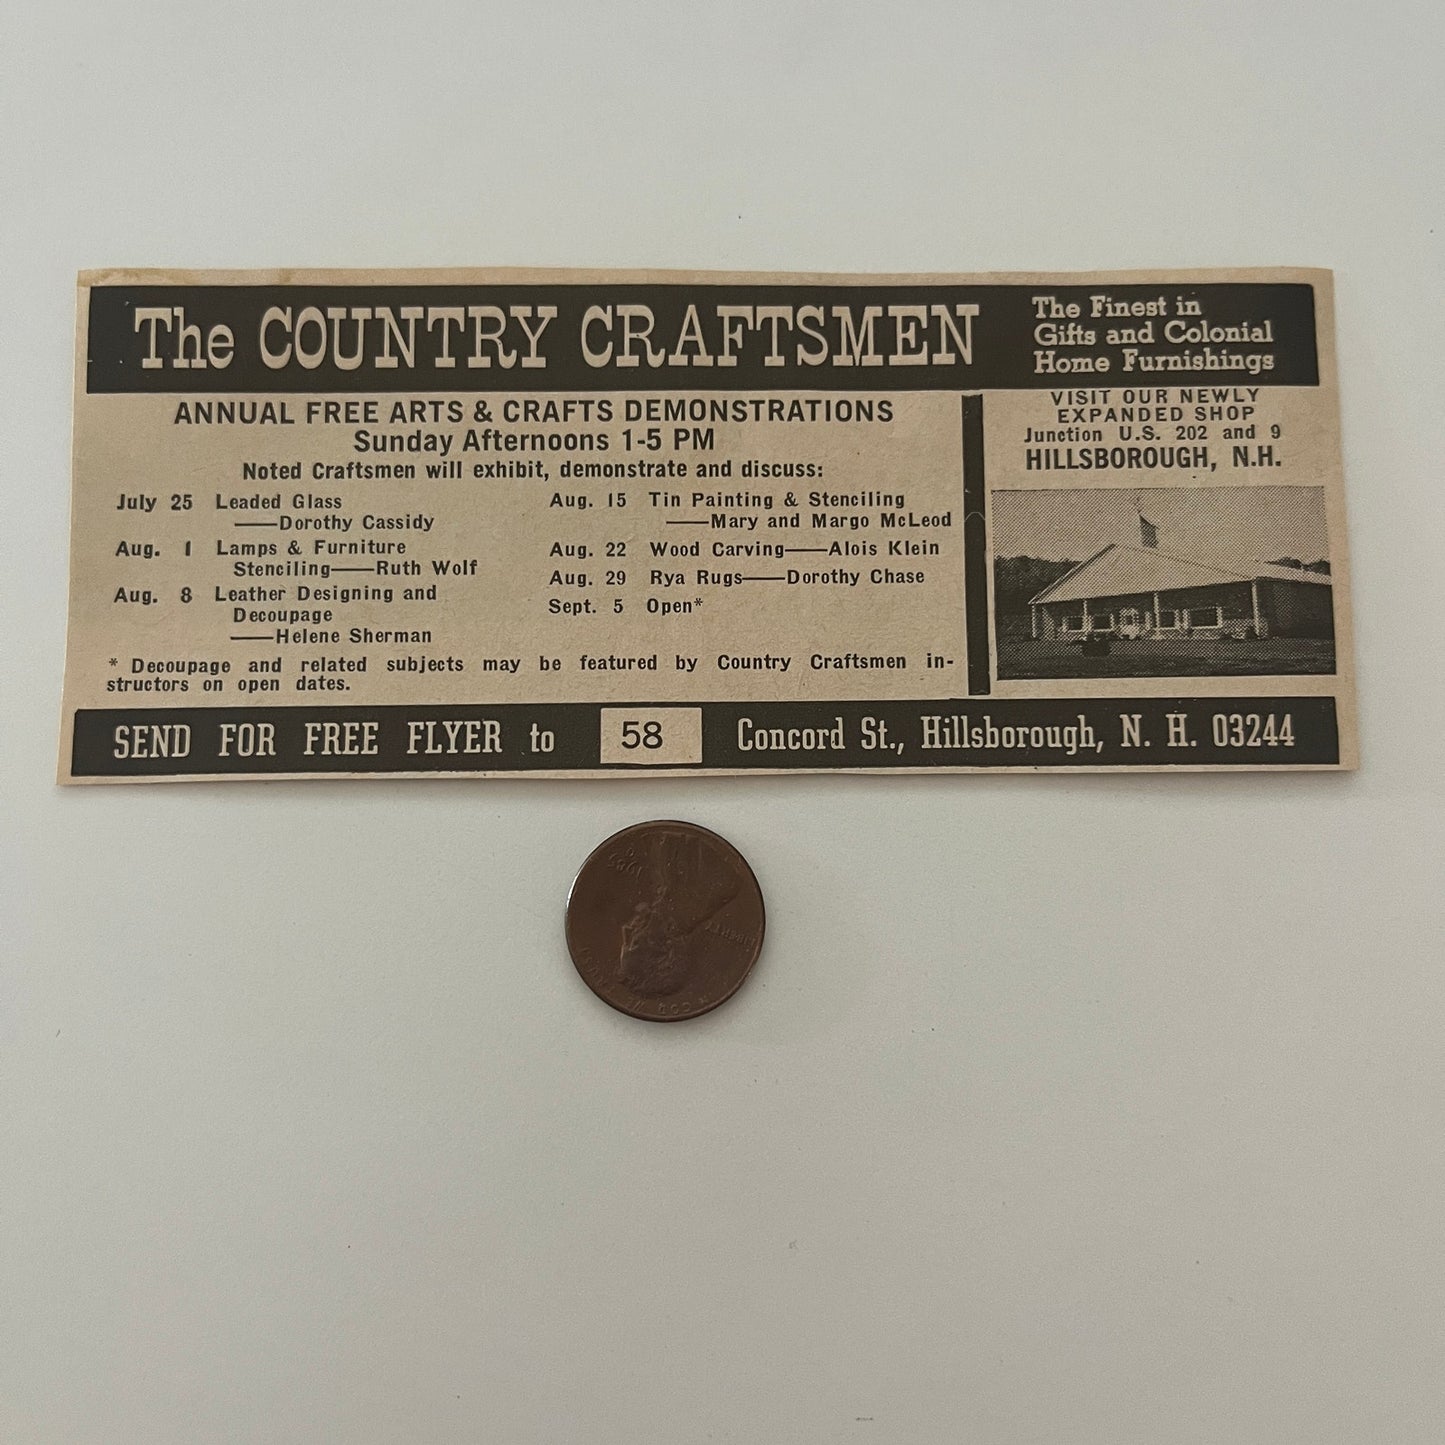 The COUNTRY CRAFTSMEN
The Finest in
Gifts and Colonial
Home Furnishings
ANNUAL FREE ARTS & CRAFTS DEMONSTRATIONS
Sunday Afternoons 1-5 PM
Noted Craftsmen will exhibit, demonstrate and discuss:
July 25 Leaded Glass
——Dorothy Cassidy
Aug. 1 Lamps & Furniture
Stenciling——Ruth Wolf
Aug. 8 Leather Designing and
Decoupage
——Helene Sherman
Aug. 15 Tin Painting & Stenciling
——Mary and Margo McLeod
Aug. 22 Wood Carving——Alois Klein
Aug. 29 Rya Rugs——Dorothy Chase
Sept. 5 Open*
* Decoupage and related subjects may be featured by Country Craftsmen in-
structors on open dates.
VISIT OUR NEWLY
EXPANDED SHOP
Junction U.S. 202 and 9
HILLSBOROUGH, N.H.
SEND FOR FREE FLYER to 58 Concord St., Hillsborough, N. H. 03244
1985
LIBERTY
IN GOD WE TRUST